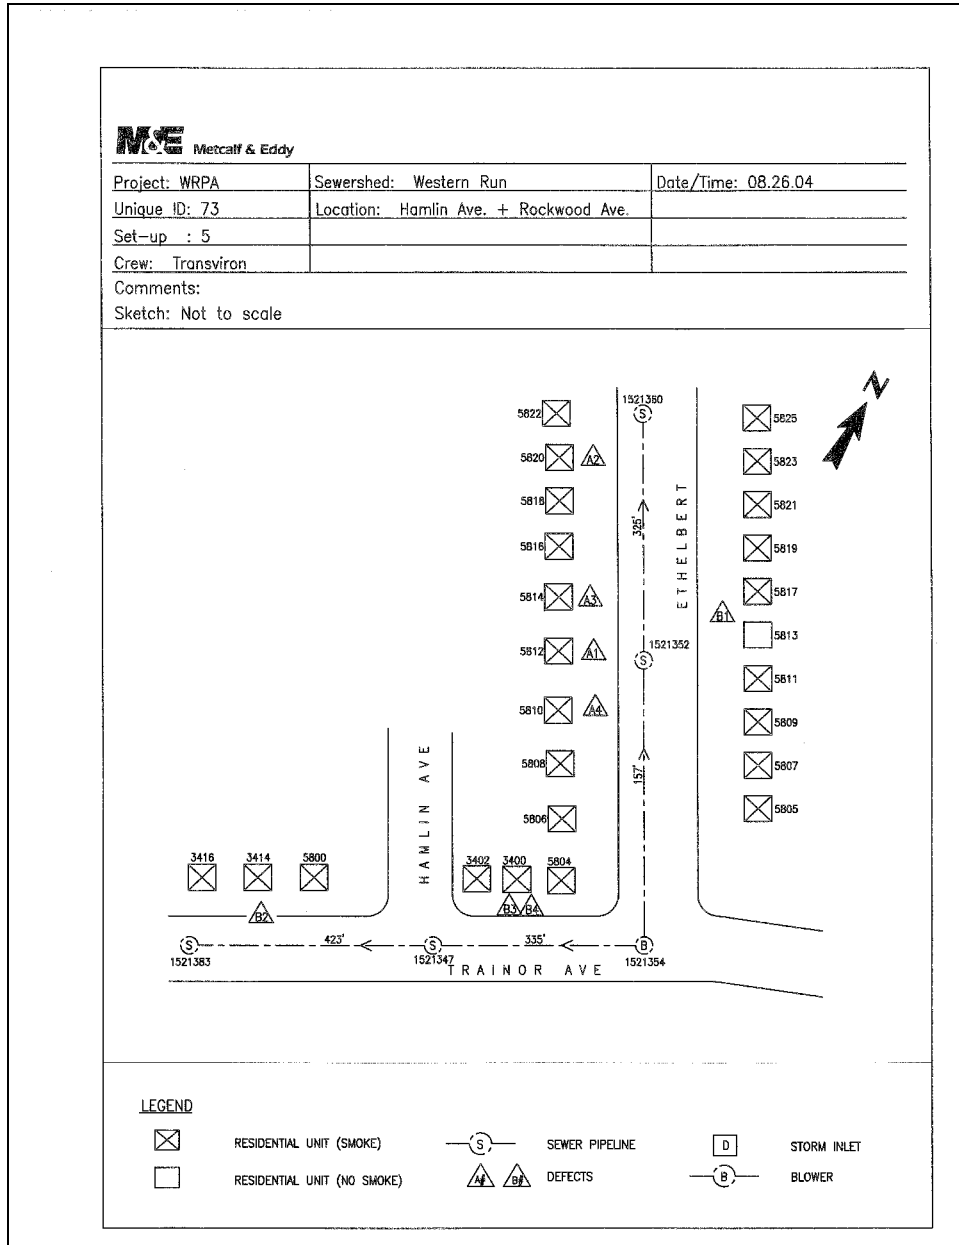 M&E Metcalf & Eddy
Project: WRPA
Sewershed: Western Run
Date/Time: 08.26.04
Unique ID: 73
Location: Hamlin Ave. + Rockwood Ave.
Set-up : 5
Crew: Transviron
Comments:
Sketch: Not to scale
N
1521360
S
5822
5825
5820
A2
5823
5818
5821
325'
ETHELBERT
5816
5819
5814
A3
5817
B1
5813
5812
A1
1521352
S
5811
5810
A4
5809
5808
157'
5807
5806
5805
HAMLIN AVE
3416
3414
5800
3402
3400
5804
B2
B3
B4
S
423'
S
335'
B
1521383
1521347
1521354
TRAINOR AVE
LEGEND
RESIDENTIAL UNIT (SMOKE)
S
SEWER PIPELINE
D
STORM INLET
RESIDENTIAL UNIT (NO SMOKE)
A#
B#
DEFECTS
B
BLOWER